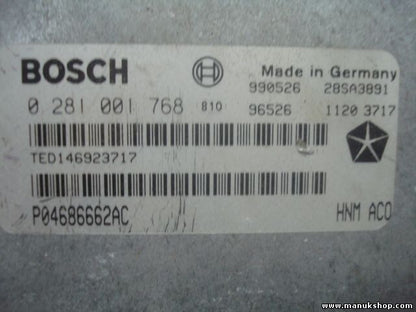 BOSCH Made in Germany
990526 28SA3891
0 281 001 768 810 96526 1120 3717
TED146923717
P04686662AC HNM ACO
www.manukshop.com